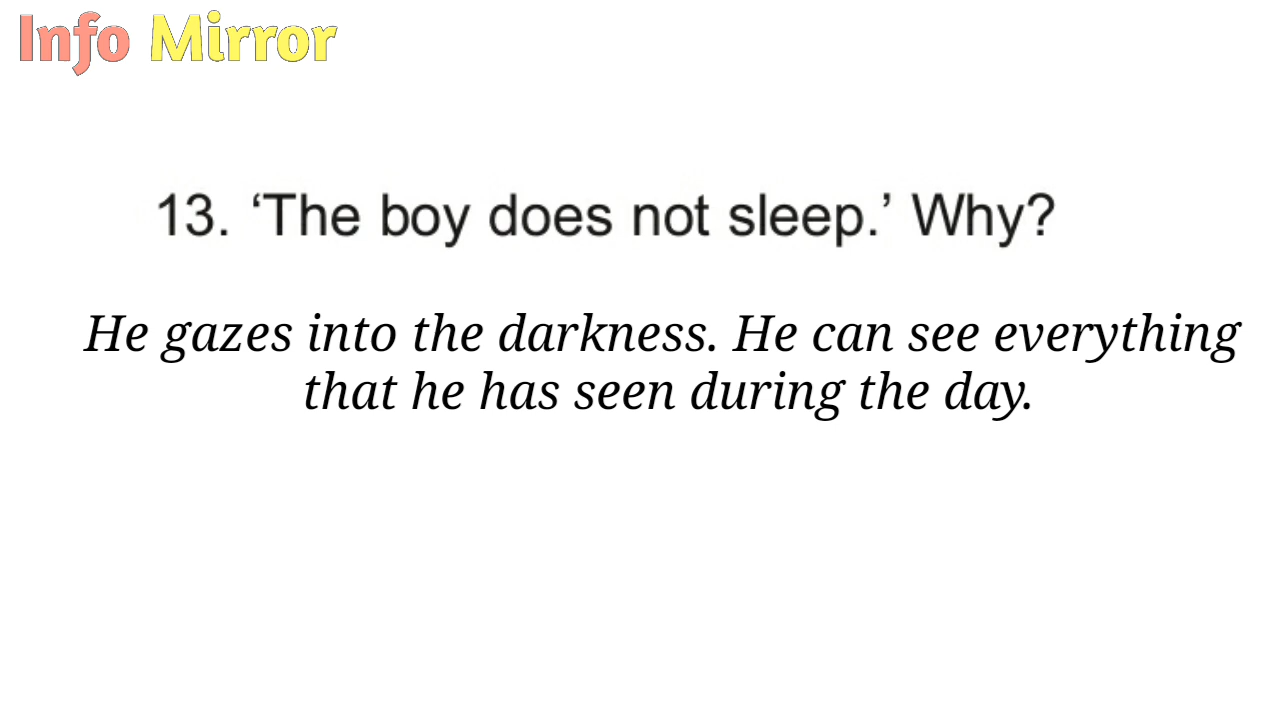 Info Mirror
13. ‘The boy does not sleep.’ Why?
He gazes into the darkness. He can see everything
that he has seen during the day.